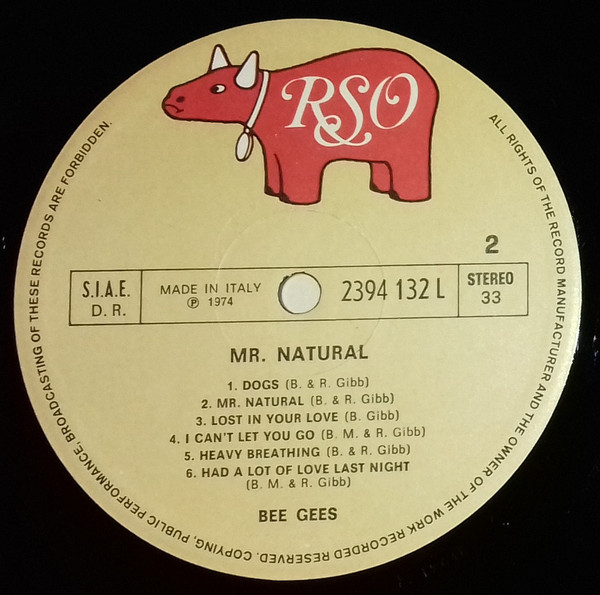 RSO
2
S.I.A.E.
D. R.
MADE IN ITALY
℗ 1974
2394 132 L
STEREO
33
MR. NATURAL
1. DOGS (B. & R. Gibb)
2. MR. NATURAL (B. & R. Gibb)
3. LOST IN YOUR LOVE (B. Gibb)
4. I CAN'T LET YOU GO (B. M. & R. Gibb)
5. HEAVY BREATHING (B. & R. Gibb)
6. HAD A LOT OF LOVE LAST NIGHT
(B. M. & R. Gibb)
BEE GEES
ALL RIGHTS OF THE RECORD MANUFACTURER AND THE OWNER OF THE WORK RECORDED RESERVED. COPYING, PUBLIC PERFORMANCE, BROADCASTING OF THESE RECORDS ARE FORBIDDEN.